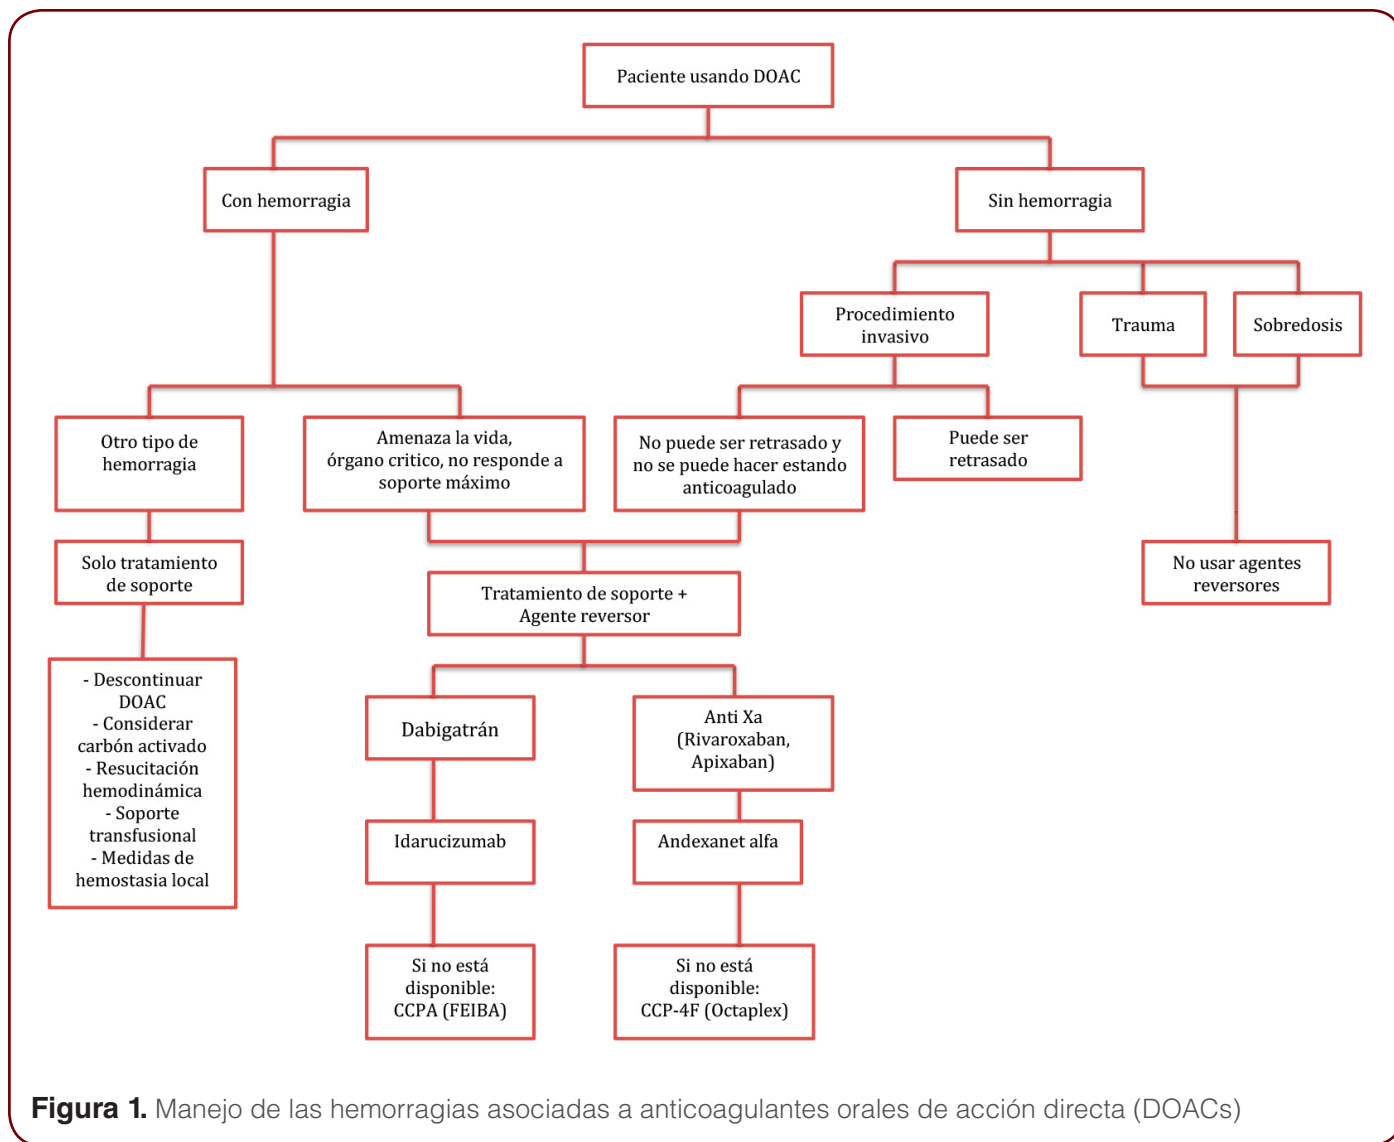 Paciente usando DOAC
Con hemorragia
Sin hemorragia
Procedimiento
invasivo
Trauma
Sobredosis
Otro tipo de
hemorragia
Amenaza la vida,
órgano critico, no responde a
soporte máximo
No puede ser retrasado y
no se puede hacer estando
anticoagulado
Puede ser
retrasado
Solo tratamiento
de soporte
Tratamiento de soporte +
Agente reversor
No usar agentes
reversores
- Descontinuar
DOAC
- Considerar
carbón activado
- Resucitación
hemodinámica
- Soporte
transfusional
- Medidas de
hemostasia local
Dabigatrán
Anti Xa
(Rivaroxaban,
Apixaban)
Idarucizumab
Andexanet alfa
Si no está
disponible:
CCPA (FEIBA)
Si no está
disponible:
CCP-4F (Octaplex)
Figura 1. Manejo de las hemorragias asociadas a anticoagulantes orales de acción directa (DOACs)